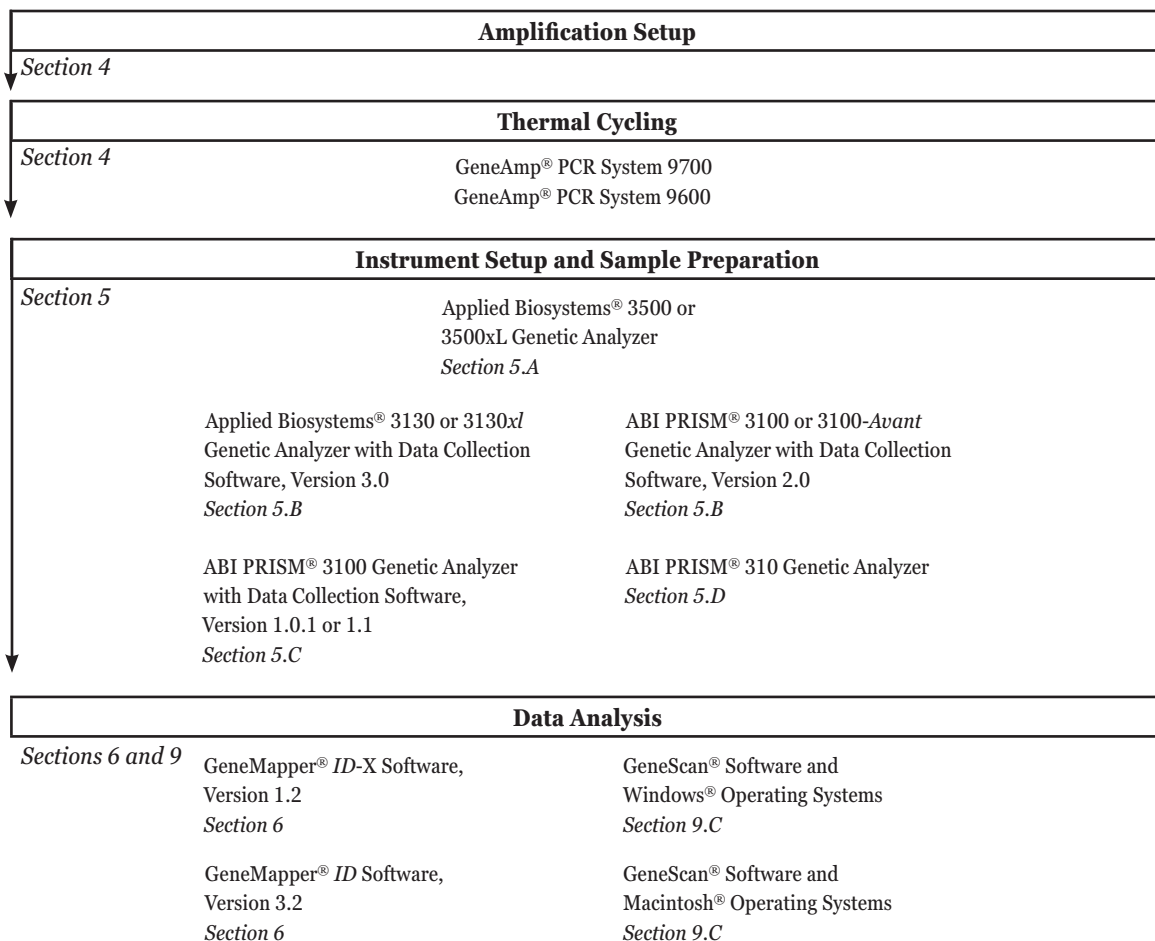 Amplification Setup
Section 4
Thermal Cycling
Section 4
GeneAmp® PCR System 9700
GeneAmp® PCR System 9600
Instrument Setup and Sample Preparation
Section 5
Applied Biosystems® 3500 or
3500xL Genetic Analyzer
Section 5.A
Applied Biosystems® 3130 or 3130xl
Genetic Analyzer with Data Collection
Software, Version 3.0
Section 5.B
ABI PRISM® 3100 or 3100-Avant
Genetic Analyzer with Data Collection
Software, Version 2.0
Section 5.B
ABI PRISM® 3100 Genetic Analyzer
with Data Collection Software,
Version 1.0.1 or 1.1
Section 5.C
ABI PRISM® 310 Genetic Analyzer
Section 5.D
Data Analysis
Sections 6 and 9
GeneMapper® ID-X Software,
Version 1.2
Section 6
GeneScan® Software and
Windows® Operating Systems
Section 9.C
GeneMapper® ID Software,
Version 3.2
Section 6
GeneScan® Software and
Macintosh® Operating Systems
Section 9.C